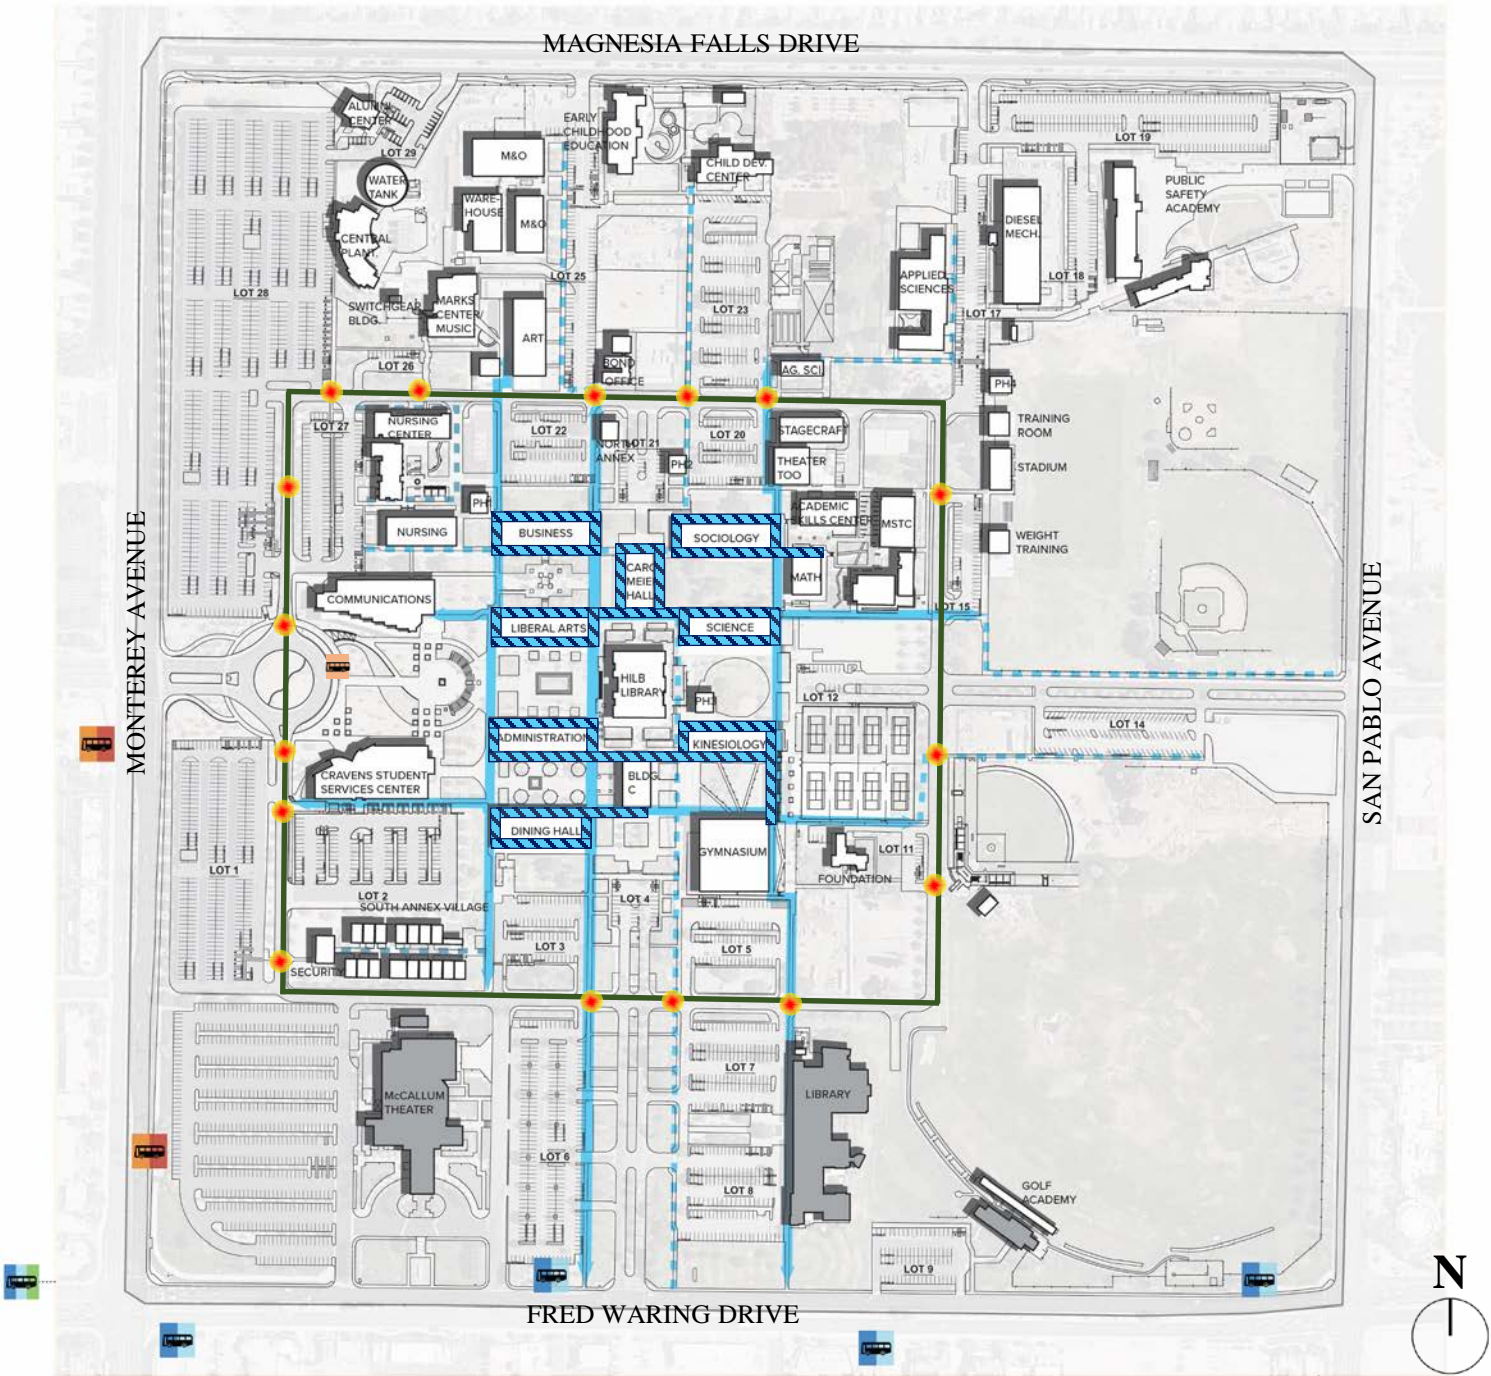 MAGNESIA FALLS DRIVE
ALUMNI
CENTER
LOT 29
WATER
TANK
M&O
EARLY
CHILDHOOD
EDUCATION
CHILD DEV.
CENTER
LOT 19
PUBLIC
SAFETY
ACADEMY
WARE-
HOUSE
M&O
DIESEL
MECH.
CENTRAL
PLANT
LOT 25
APPLIED
SCIENCES
LOT 18
LOT 28
SWITCHGEAR
BLDG.
MARKS
CENTER/
MUSIC
LOT 23
LOT 17
ART
LOT 26
BOND
OFFICE
AG. SCI.
PH4
LOT 27
NURSING
CENTER
LOT 22
NORTH
ANNEX
LOT 21
LOT 20
STAGECRAFT
TRAINING
ROOM
PH2
THEATER
TOO
STADIUM
PH1
ACADEMIC
SKILLS CENTER
MSTC
NURSING
BUSINESS
SOCIOLOGY
WEIGHT
TRAINING
MONTEREY AVENUE
CARO
MEIER
HALL
MATH
COMMUNICATIONS
LOT 15
LIBERAL ARTS
SCIENCE
SAN PABLO AVENUE
HILB
LIBRARY
PH3
LOT 12
LOT 14
ADMINISTRATION
KINESIOLOGY
CRAVENS STUDENT
SERVICES CENTER
BLDG.
C
DINING HALL
GYMNASIUM
LOT 11
FOUNDATION
LOT 1
LOT 2
SOUTH ANNEX VILLAGE
LOT 4
LOT 3
LOT 5
SECURITY
LOT 7
McCALLUM
THEATER
LIBRARY
LOT 6
LOT 8
GOLF
ACADEMY
LOT 9
N
FRED WARING DRIVE